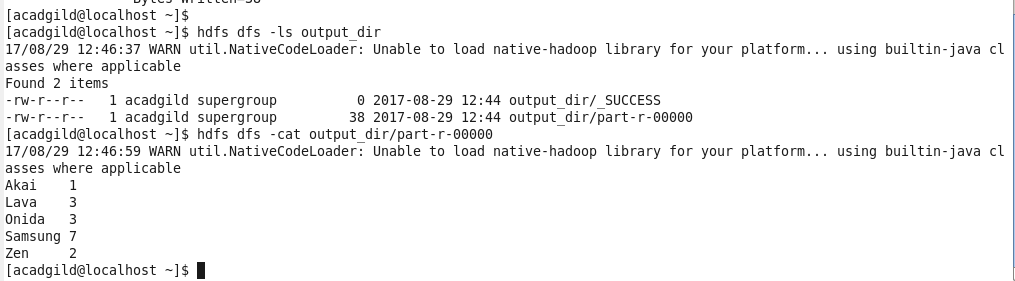 Bytes Written=38
[acadgild@localhost ~]$
[acadgild@localhost ~]$ hdfs dfs -ls output_dir
17/08/29 12:46:37 WARN util.NativeCodeLoader: Unable to load native-hadoop library for your platform... using builtin-java cl
asses where applicable
Found 2 items
-rw-r--r--   1 acadgild supergroup          0 2017-08-29 12:44 output_dir/_SUCCESS
-rw-r--r--   1 acadgild supergroup         38 2017-08-29 12:44 output_dir/part-r-00000
[acadgild@localhost ~]$ hdfs dfs -cat output_dir/part-r-00000
17/08/29 12:46:59 WARN util.NativeCodeLoader: Unable to load native-hadoop library for your platform... using builtin-java cl
asses where applicable
Akai    1
Lava    3
Onida   3
Samsung 7
Zen     2
[acadgild@localhost ~]$